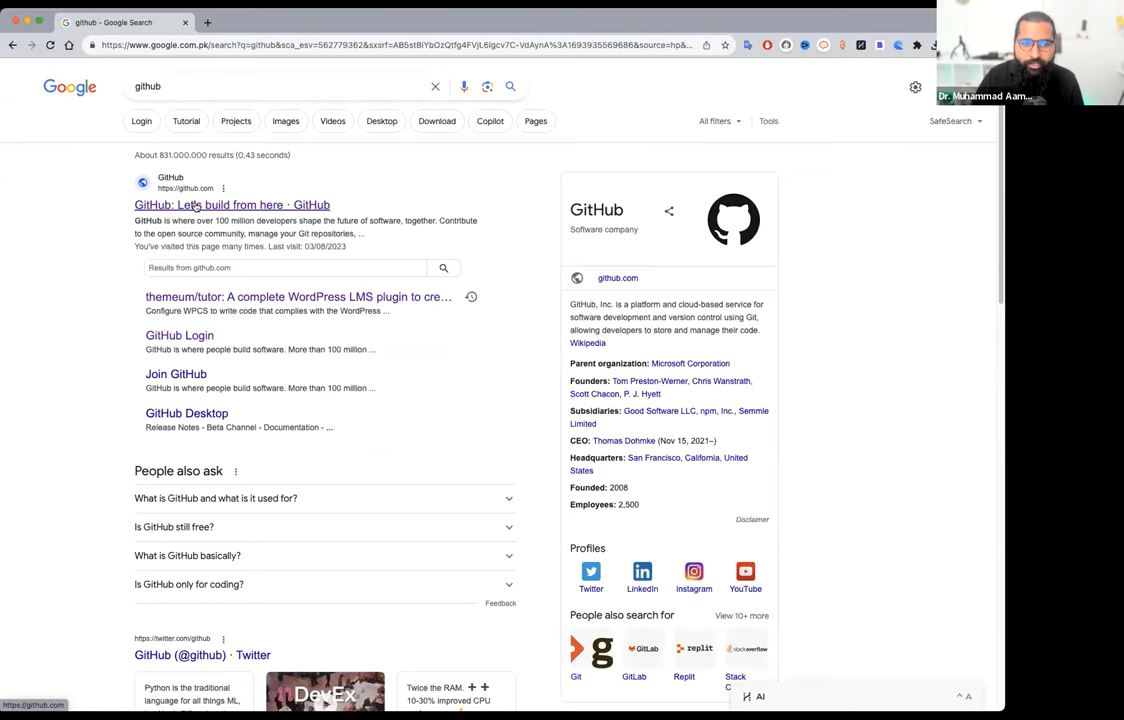 github - Google Search
https://www.google.com.pk/search?q=github&sca_esv=562779362&sxsrf=AB5stBiYbOzQtfg4FVjL6Igcv7C-VdAynA%3A1693935569686&source=hp&...
Google
github
Login
Tutorial
Projects
Images
Videos
Desktop
Download
Copilot
Pages
All filters
Tools
SafeSearch
Dr. Muhammad Aam...
About 831.000.000 results (0,43 seconds)
GitHub
https://github.com
GitHub: Let's build from here · GitHub
GitHub is where over 100 million developers shape the future of software, together. Contribute
to the open source community, manage your Git repositories, ...
You've visited this page many times. Last visit: 03/08/2023
Results from github.com
themeum/tutor: A complete WordPress LMS plugin to cre...
Configure WPCS to write code that complies with the WordPress ...
GitHub Login
GitHub is where people build software. More than 100 million ...
Join GitHub
GitHub is where people build software. More than 100 million ...
GitHub Desktop
Release Notes - Beta Channel - Documentation - ...
People also ask
What is GitHub and what is it used for?
Is GitHub still free?
What is GitHub basically?
Is GitHub only for coding?
Feedback
https://twitter.com/github
GitHub (@github) · Twitter
Python is the traditional
language for all things ML,
DevEx
Twice the RAM. ++
10-30% improved CPU
GitHub
Software company
github.com
GitHub, Inc. is a platform and cloud-based service for
software development and version control using Git,
allowing developers to store and manage their code.
Wikipedia
Parent organization: Microsoft Corporation
Founders: Tom Preston-Werner, Chris Wanstrath,
Scott Chacon, P. J. Hyett
Subsidiaries: Good Software LLC, npm, Inc., Semmle
Limited
CEO: Thomas Dohmke (Nov 15, 2021–)
Headquarters: San Francisco, California, United
States
Founded: 2008
Employees: 2,500
Disclaimer
Profiles
Twitter
LinkedIn
Instagram
YouTube
People also search for
View 10+ more
g
GitLab
replit
stackoverflow
Git
GitLab
Replit
Stack
AI
A
https://github.com